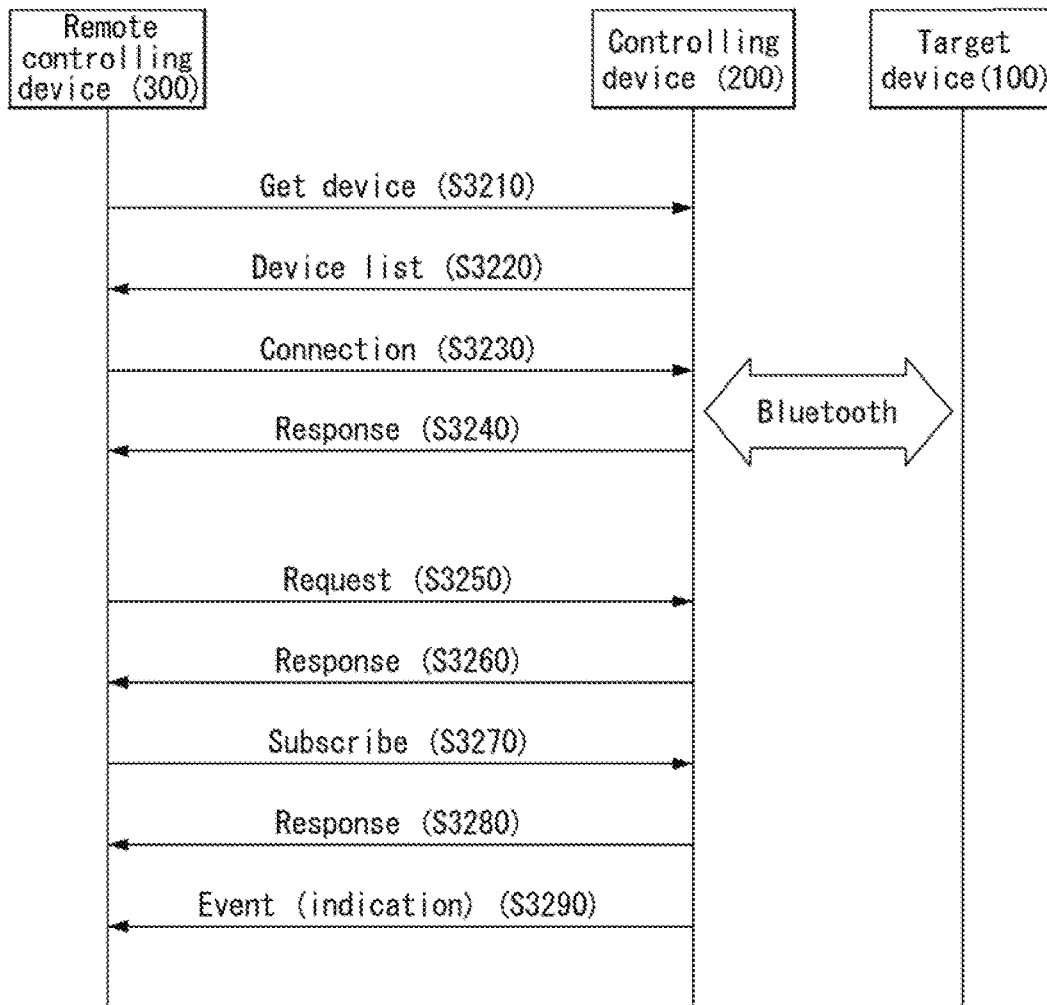 Remote
controlling
device (300)
Controlling
device (200)
Target
device(100)
Get device (S3210)
Device list (S3220)
Connection (S3230)
Bluetooth
Response (S3240)
Request (S3250)
Response (S3260)
Subscribe (S3270)
Response (S3280)
Event (indication) (S3290)